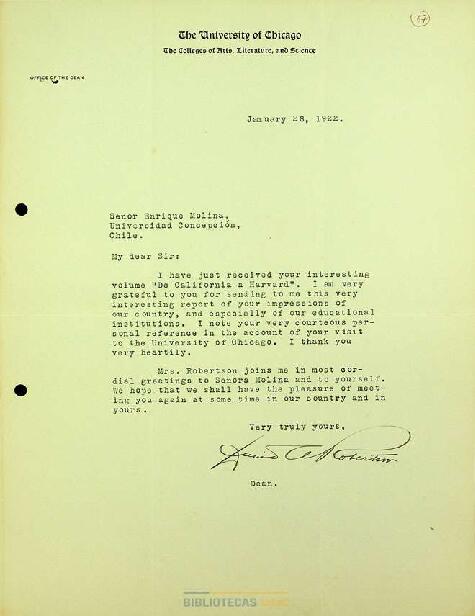 57
The University of Chicago
The Colleges of Arts, Literature, and Science
OFFICE OF THE DEAN
January 28, 1922.
Senor Enrique Molina,
Universidad Concepción,
Chile.
My dear Sir:
I have just received your interesting
volume "De California a Harvard". I am very
grateful to you for sending to me this very
interesting report of your impressions of
our country, and especially of our educational
institutions. I note your very courteous per-
sonal reference in the account of your visit
to the University of Chicago. I thank you
very heartily.
Mrs. Robertson joins me in most cor-
dial greetings to Senora Molina and to yourself.
We hope that we shall have the pleasure of meet-
ing you again at some time in our country and in
yours.
Very truly yours,
Robertson
Dean.
BIBLIOTECAS